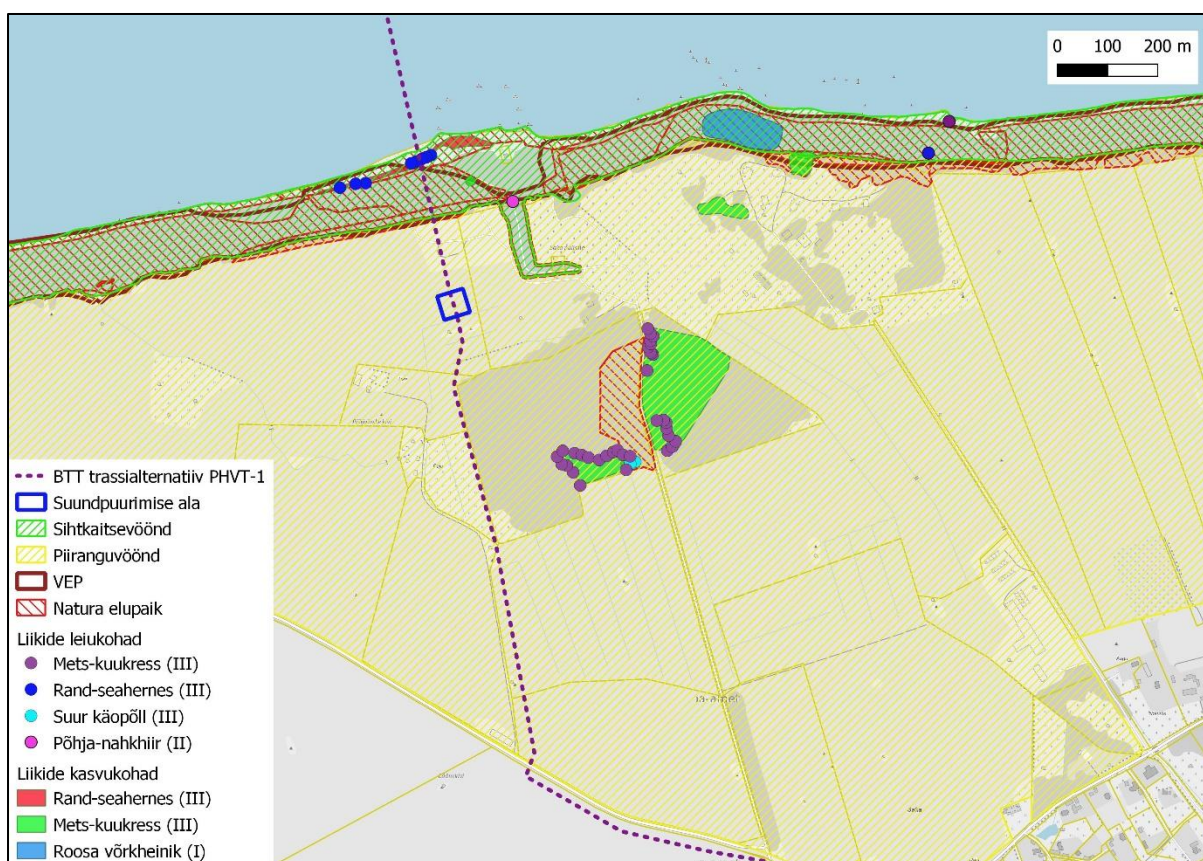 0 100 200 m
BTT trassialternatiiv PHVT-1
Suundpuurimise ala
Sihtkaitsevöönd
Piiranguvöönd
VEP
Natura elupaik
Liikide leiukohad
Mets-kuukress (III)
Rand-seahernes (III)
Suur käopõll (III)
Põhja-nahkhiir (II)
Liikide kasvukohad
Rand-seahernes (III)
Mets-kuukress (III)
Roosa võrkheinik (I)